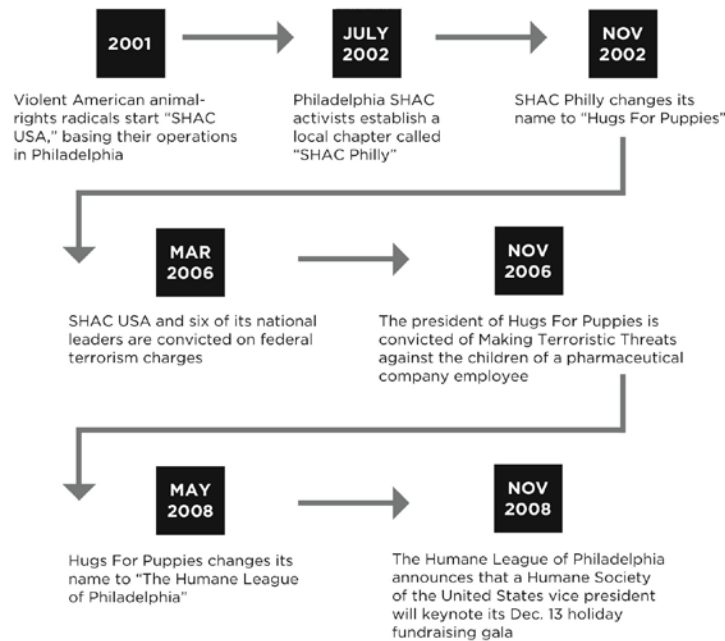 2001
Violent American animal-
rights radicals start “SHAC
USA,” basing their operations
in Philadelphia
JULY
2002
Philadelphia SHAC
activists establish a
local chapter called
“SHAC Philly”
NOV
2002
SHAC Philly changes its
name to “Hugs For Puppies”
MAR
2006
SHAC USA and six of its national
leaders are convicted on federal
terrorism charges
NOV
2006
The president of Hugs For Puppies is
convicted of Making Terroristic Threats
against the children of a pharmaceutical
company employee
MAY
2008
Hugs For Puppies changes its
name to “The Humane League
of Philadelphia”
NOV
2008
The Humane League of Philadelphia
announces that a Humane Society
of the United States vice president
will keynote its Dec. 13 holiday
fundraising gala